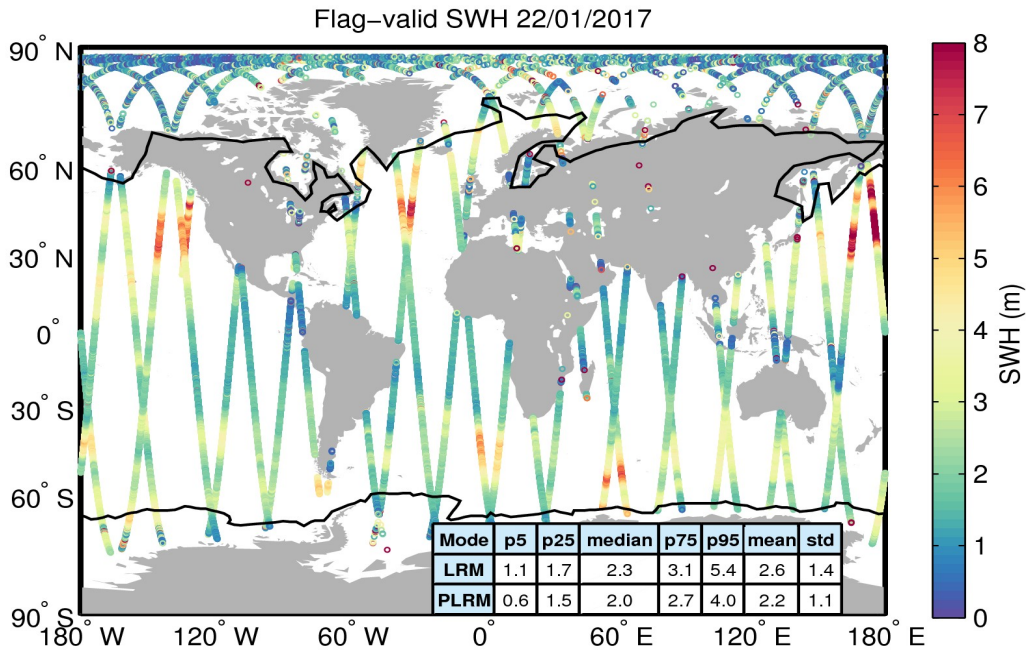 Flag−valid SWH 22/01/2017
90° N
60° N
30° N
0°
30° S
60° S
90° S
180° W
120° W
60° W
0°
60° E
120° E
180° E
8
7
6
5
4
3
2
1
0
SWH (m)
Mode p5 p25 median p75 p95 mean std
LRM 1.1 1.7 2.3 3.1 5.4 2.6 1.4
PLRM 0.6 1.5 2.0 2.7 4.0 2.2 1.1